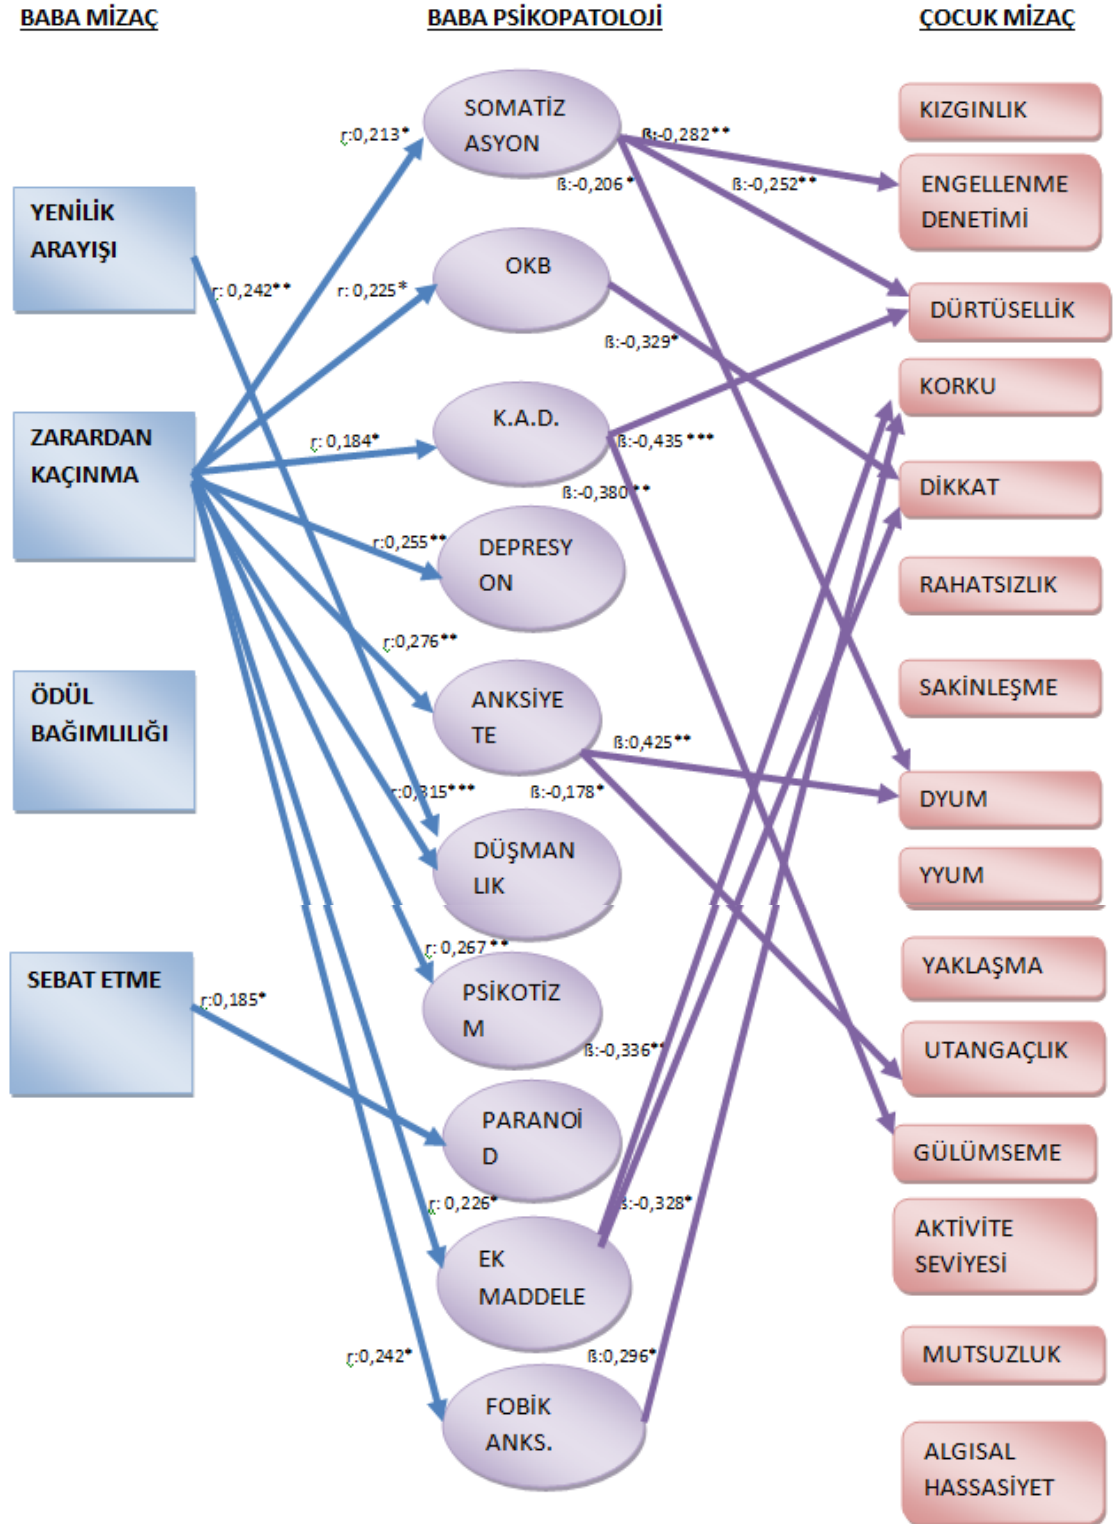 BABA MİZAÇ
BABA PSİKOPATOLOJİ
ÇOCUK MİZAÇ
YENİLİK
ARAYIŞI
ZARARDAN
KAÇINMA
ÖDÜL
BAĞIMLILIĞI
SEBAT ETME
r:0,213*
r: 0,242**
r: 0,225*
r: 0,184*
r:0,255**
r:0,276**
r:0,315***
r: 0,267**
r:0,185*
r: 0,226*
r:0,242*
SOMATİZ
ASYON
OKB
K.A.D.
DEPRESY
ON
ANKSİYE
TE
DÜŞMAN
LIK
PSİKOTİZ
M
PARANOİ
D
EK
MADDELE
FOBİK
ANKS.
ß:-0,282**
ß:-0,206*
ß:-0,252**
ß:-0,329*
ß:-0,435***
ß:-0,380**
ß:0,425**
ß:-0,178*
ß:-0,336**
ß:-0,328*
ß:0,296*
KIZGINLIK
ENGELLENME
DENETİMİ
DÜRTÜSELLİK
KORKU
DİKKAT
RAHATSIZLIK
SAKİNLEŞME
DYUM
YYUM
YAKLAŞMA
UTANGAÇLIK
GÜLÜMSEME
AKTİVİTE
SEVİYESİ
MUTSUZLUK
ALGISAL
HASSASİYET